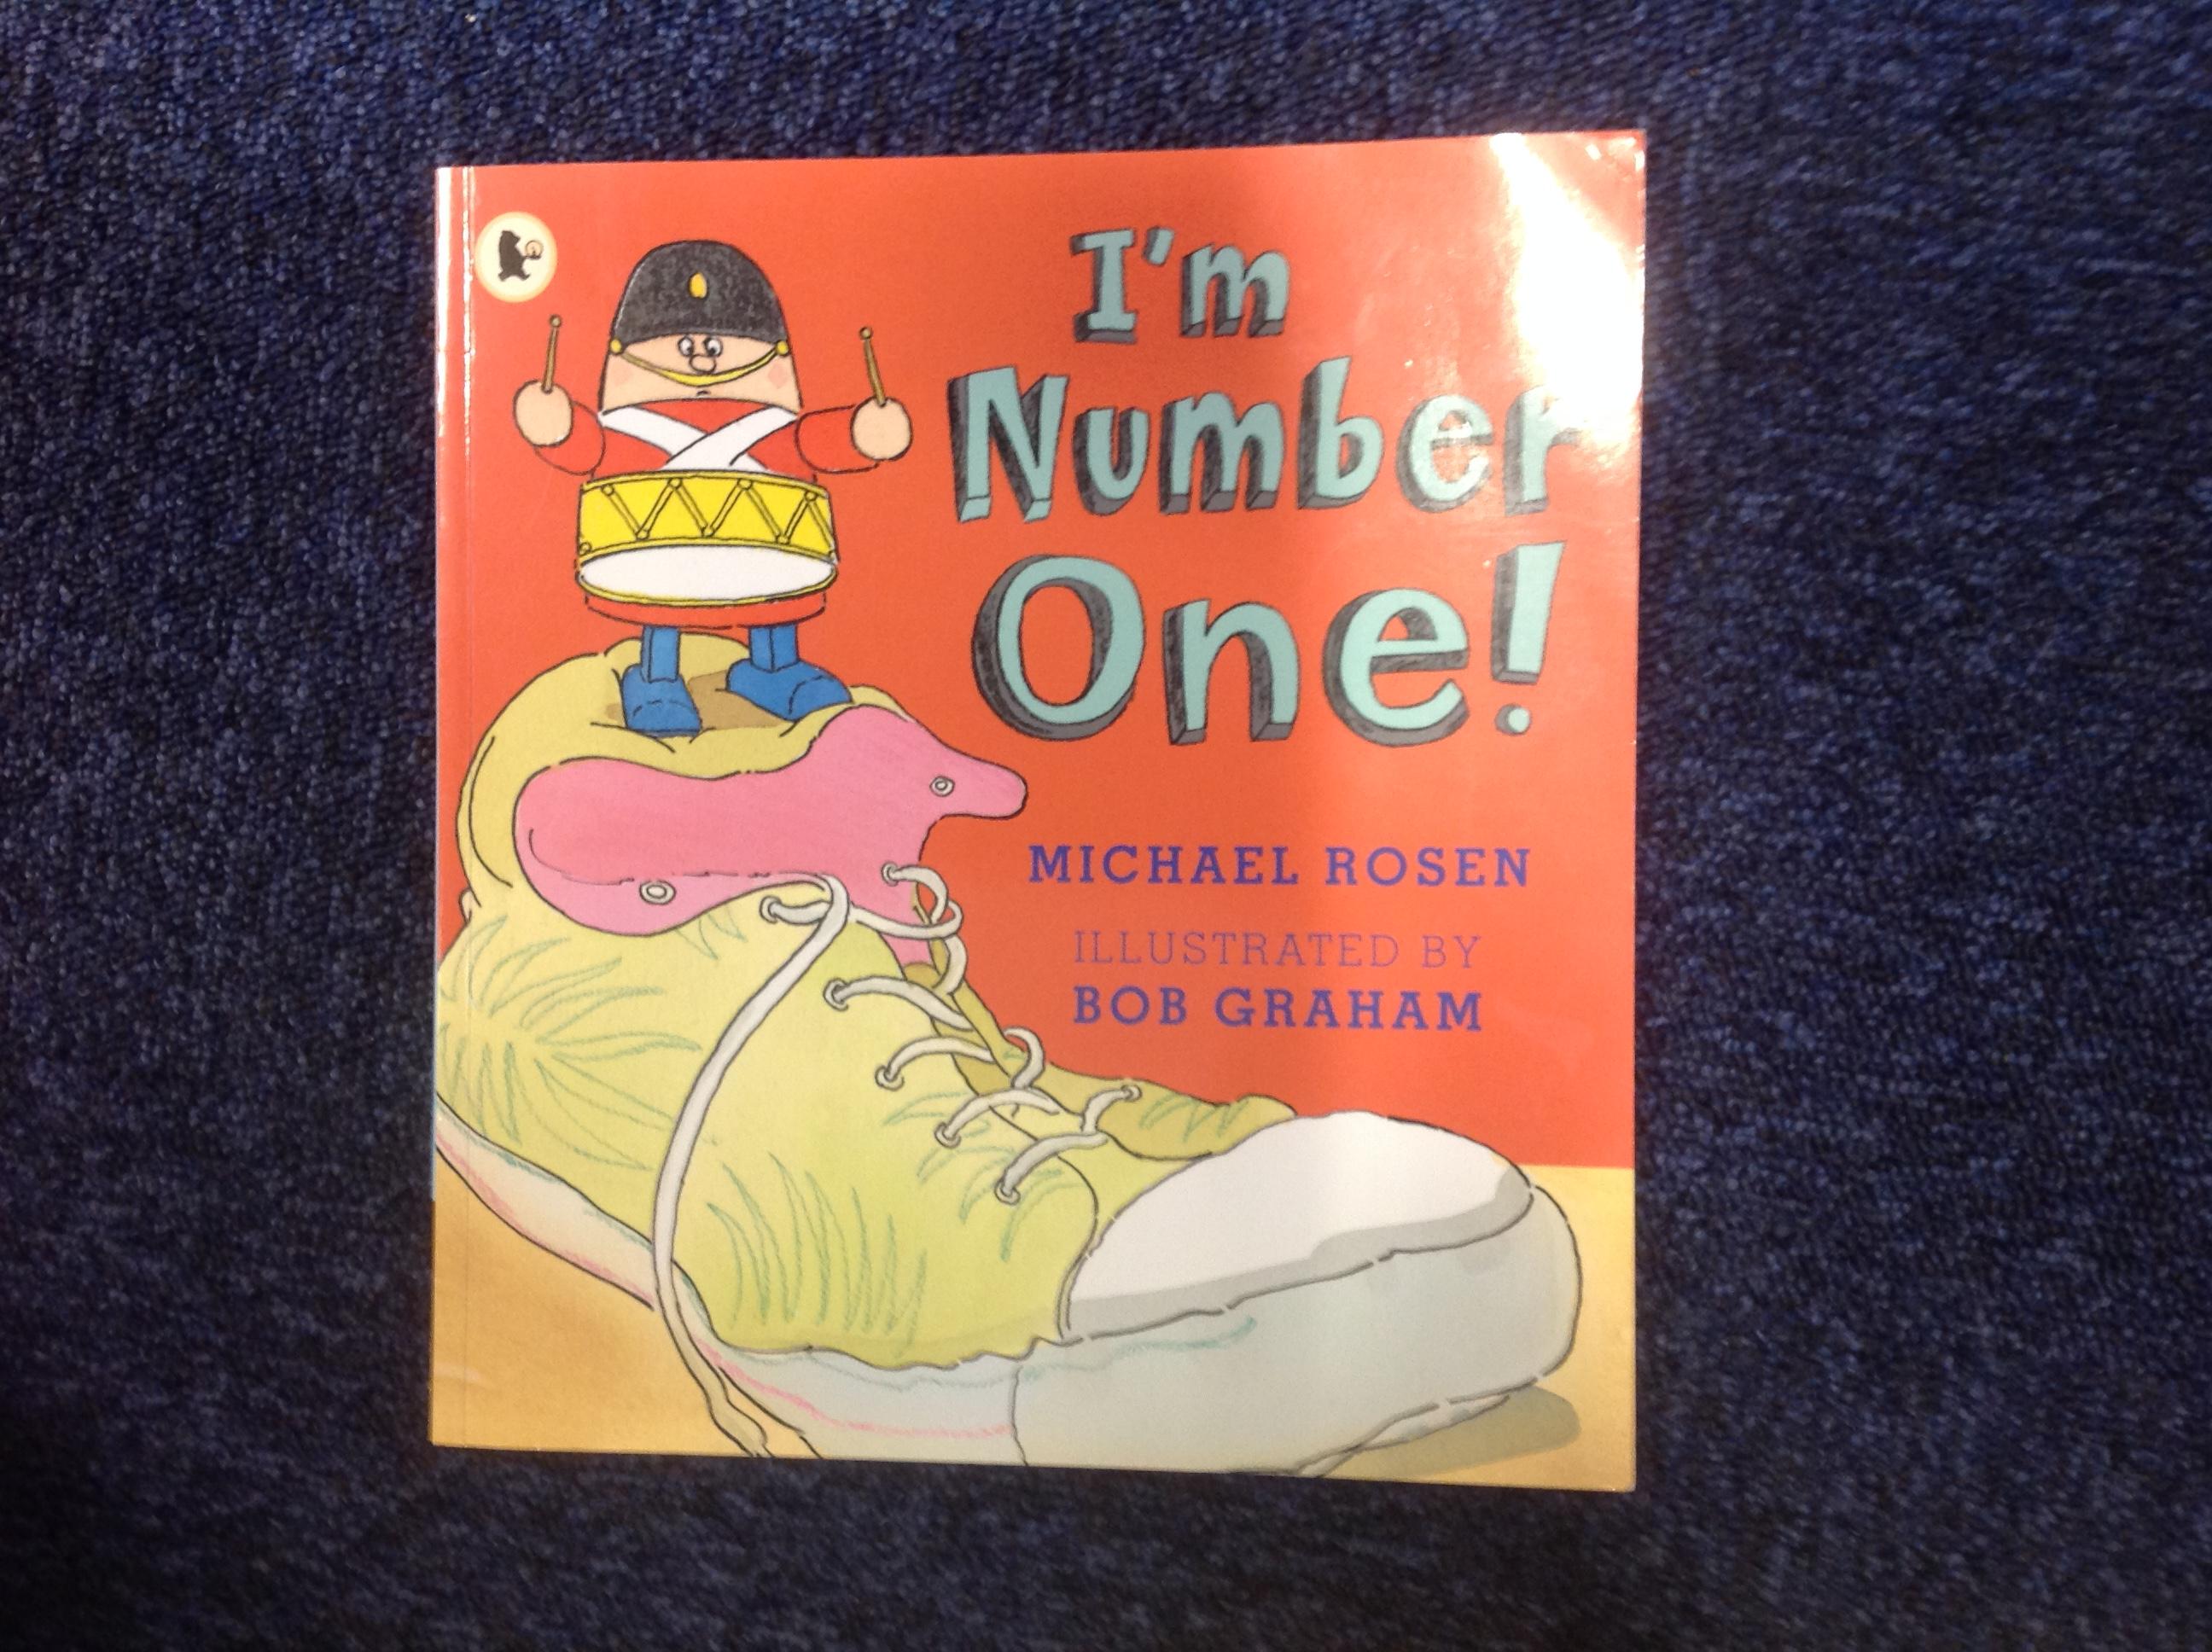 I'm
Number
One!
MICHAEL ROSEN
ILLUSTRATED BY
BOB GRAHAM